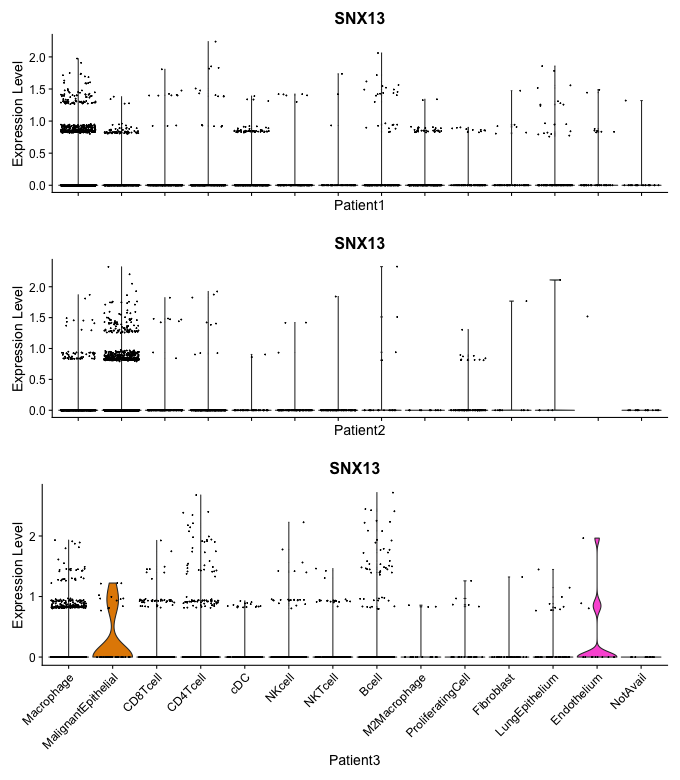 SNX13
Expression Level
2.0
1.5
1.0
0.5
0.0
Patient1
SNX13
Expression Level
2.0
1.5
1.0
0.5
0.0
Patient2
SNX13
Expression Level
2
1
0
Macrophage
MalignantEpithelial
CD8Tcell
CD4Tcell
cDC
NKcell
NKTcell
Bcell
M2Macrophage
ProliferatingCell
Fibroblast
LungEpithelium
Endothelium
NotAvail
Patient3